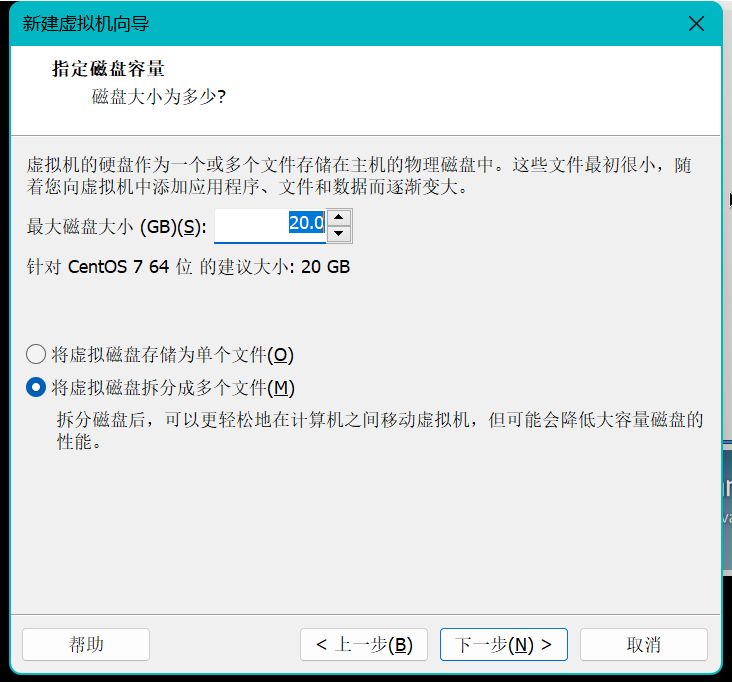 新建虚拟机向导
指定磁盘容量
磁盘大小为多少?
虚拟机的硬盘作为一个或多个文件存储在主机的物理磁盘中。这些文件最初很小，随
着您向虚拟机中添加应用程序、文件和数据而逐渐变大。
最大磁盘大小 (GB)(S): 20.0
针对 CentOS 7 64 位 的建议大小: 20 GB
将虚拟磁盘存储为单个文件(O)
将虚拟磁盘拆分成多个文件(M)
拆分磁盘后，可以更轻松地在计算机之间移动虚拟机，但可能会降低大容量磁盘的
性能。
帮助 < 上一步(B) 下一步(N) > 取消